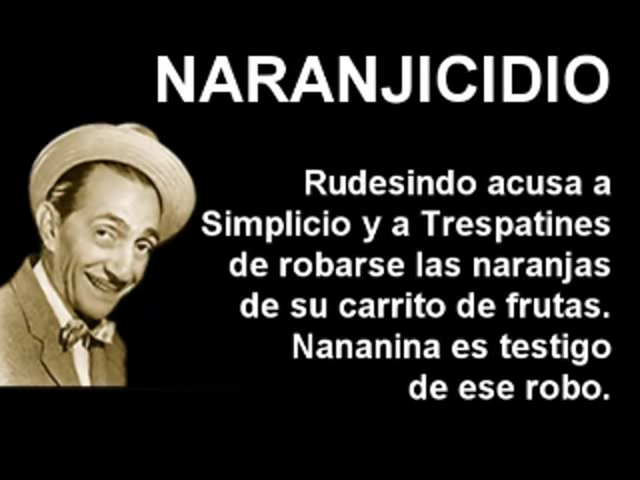 NARANJICIDIO
Rudesindo acusa a
Simplicio y a Trespatines
de robarse las naranjas
de su carrito de frutas.
Nananina es testigo
de ese robo.